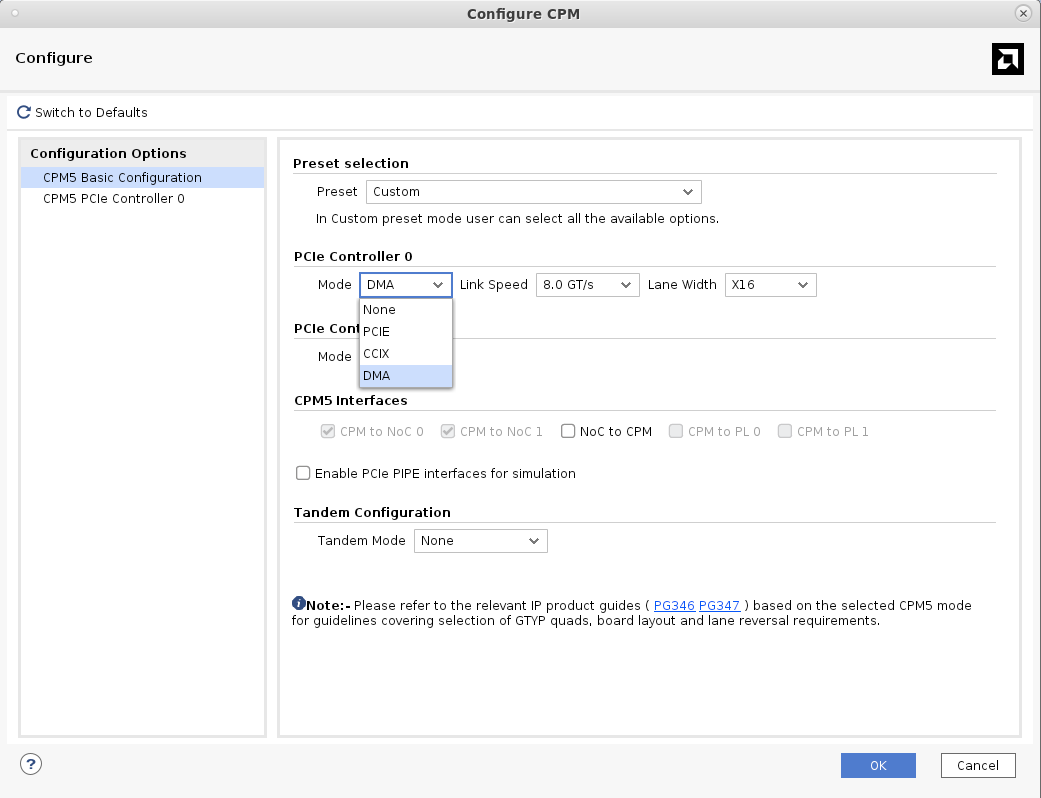 Configure CPM
Configure
Switch to Defaults
Configuration Options
CPM5 Basic Configuration
CPM5 PCIe Controller 0
Preset selection
Preset Custom
In Custom preset mode user can select all the available options.
PCIe Controller 0
Mode DMA Link Speed 8.0 GT/s Lane Width X16
None
PCIE
CCIX
DMA
PCIe Cont
Mode
CPM5 Interfaces
CPM to NoC 0 CPM to NoC 1 NoC to CPM CPM to PL 0 CPM to PL 1
Enable PCIe PIPE interfaces for simulation
Tandem Configuration
Tandem Mode None
Note:- Please refer to the relevant IP product guides ( PG346 PG347 ) based on the selected CPM5 mode
for guidelines covering selection of GTYP quads, board layout and lane reversal requirements.
? OK Cancel